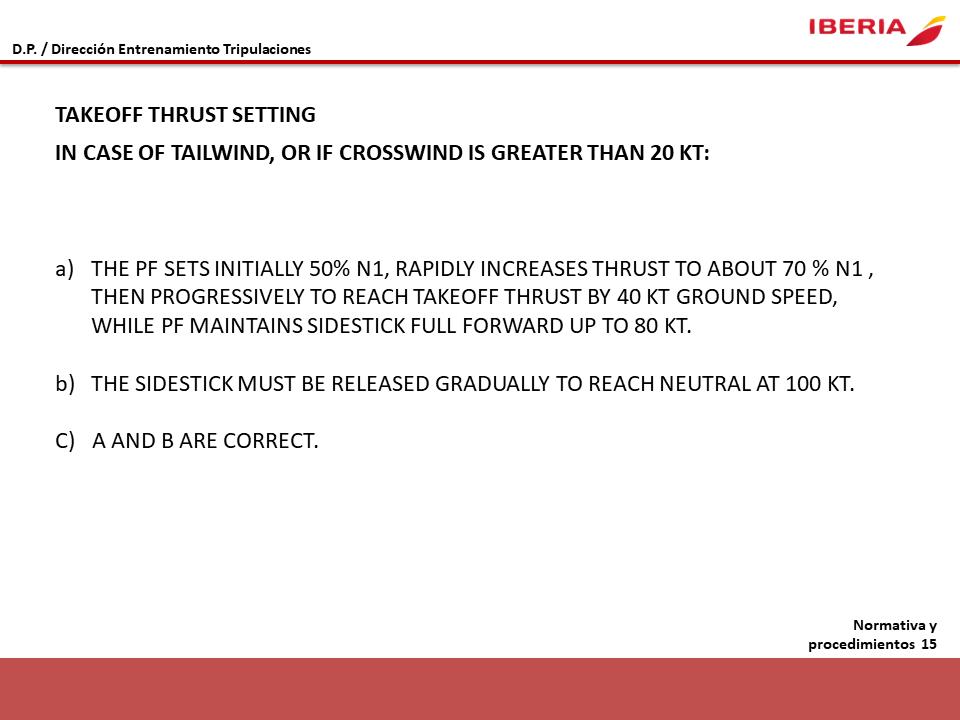 IBERIA
D.P. / Dirección Entrenamiento Tripulaciones
TAKEOFF THRUST SETTING
IN CASE OF TAILWIND, OR IF CROSSWIND IS GREATER THAN 20 KT:
a) THE PF SETS INITIALLY 50% N1, RAPIDLY INCREASES THRUST TO ABOUT 70 % N1 ,
THEN PROGRESSIVELY TO REACH TAKEOFF THRUST BY 40 KT GROUND SPEED,
WHILE PF MAINTAINS SIDESTICK FULL FORWARD UP TO 80 KT.
b) THE SIDESTICK MUST BE RELEASED GRADUALLY TO REACH NEUTRAL AT 100 KT.
C) A AND B ARE CORRECT.
Normativa y
procedimientos 15